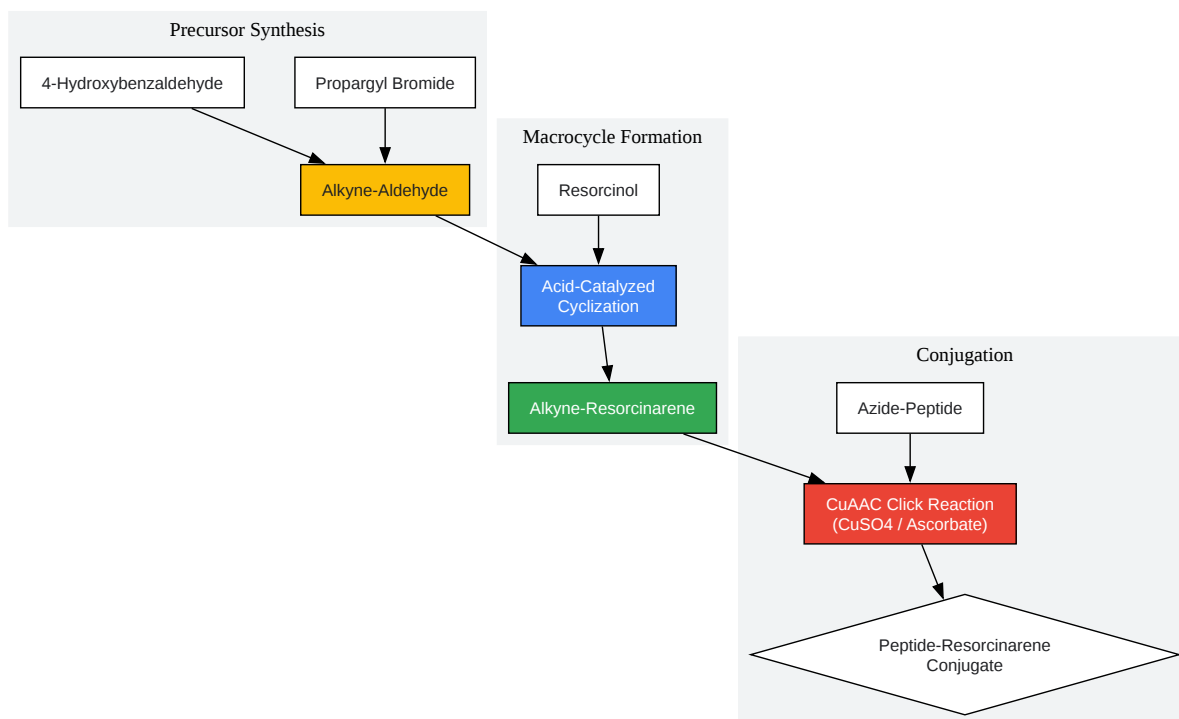 Precursor Synthesis
4-Hydroxybenzaldehyde
Propargyl Bromide
Alkyne-Aldehyde
Macrocycle Formation
Resorcinol
Acid-Catalyzed
Cyclization
Alkyne-Resorcinarene
Conjugation
Azide-Peptide
CuAAC Click Reaction
(CuSO4 / Ascorbate)
Peptide-Resorcinarene
Conjugate